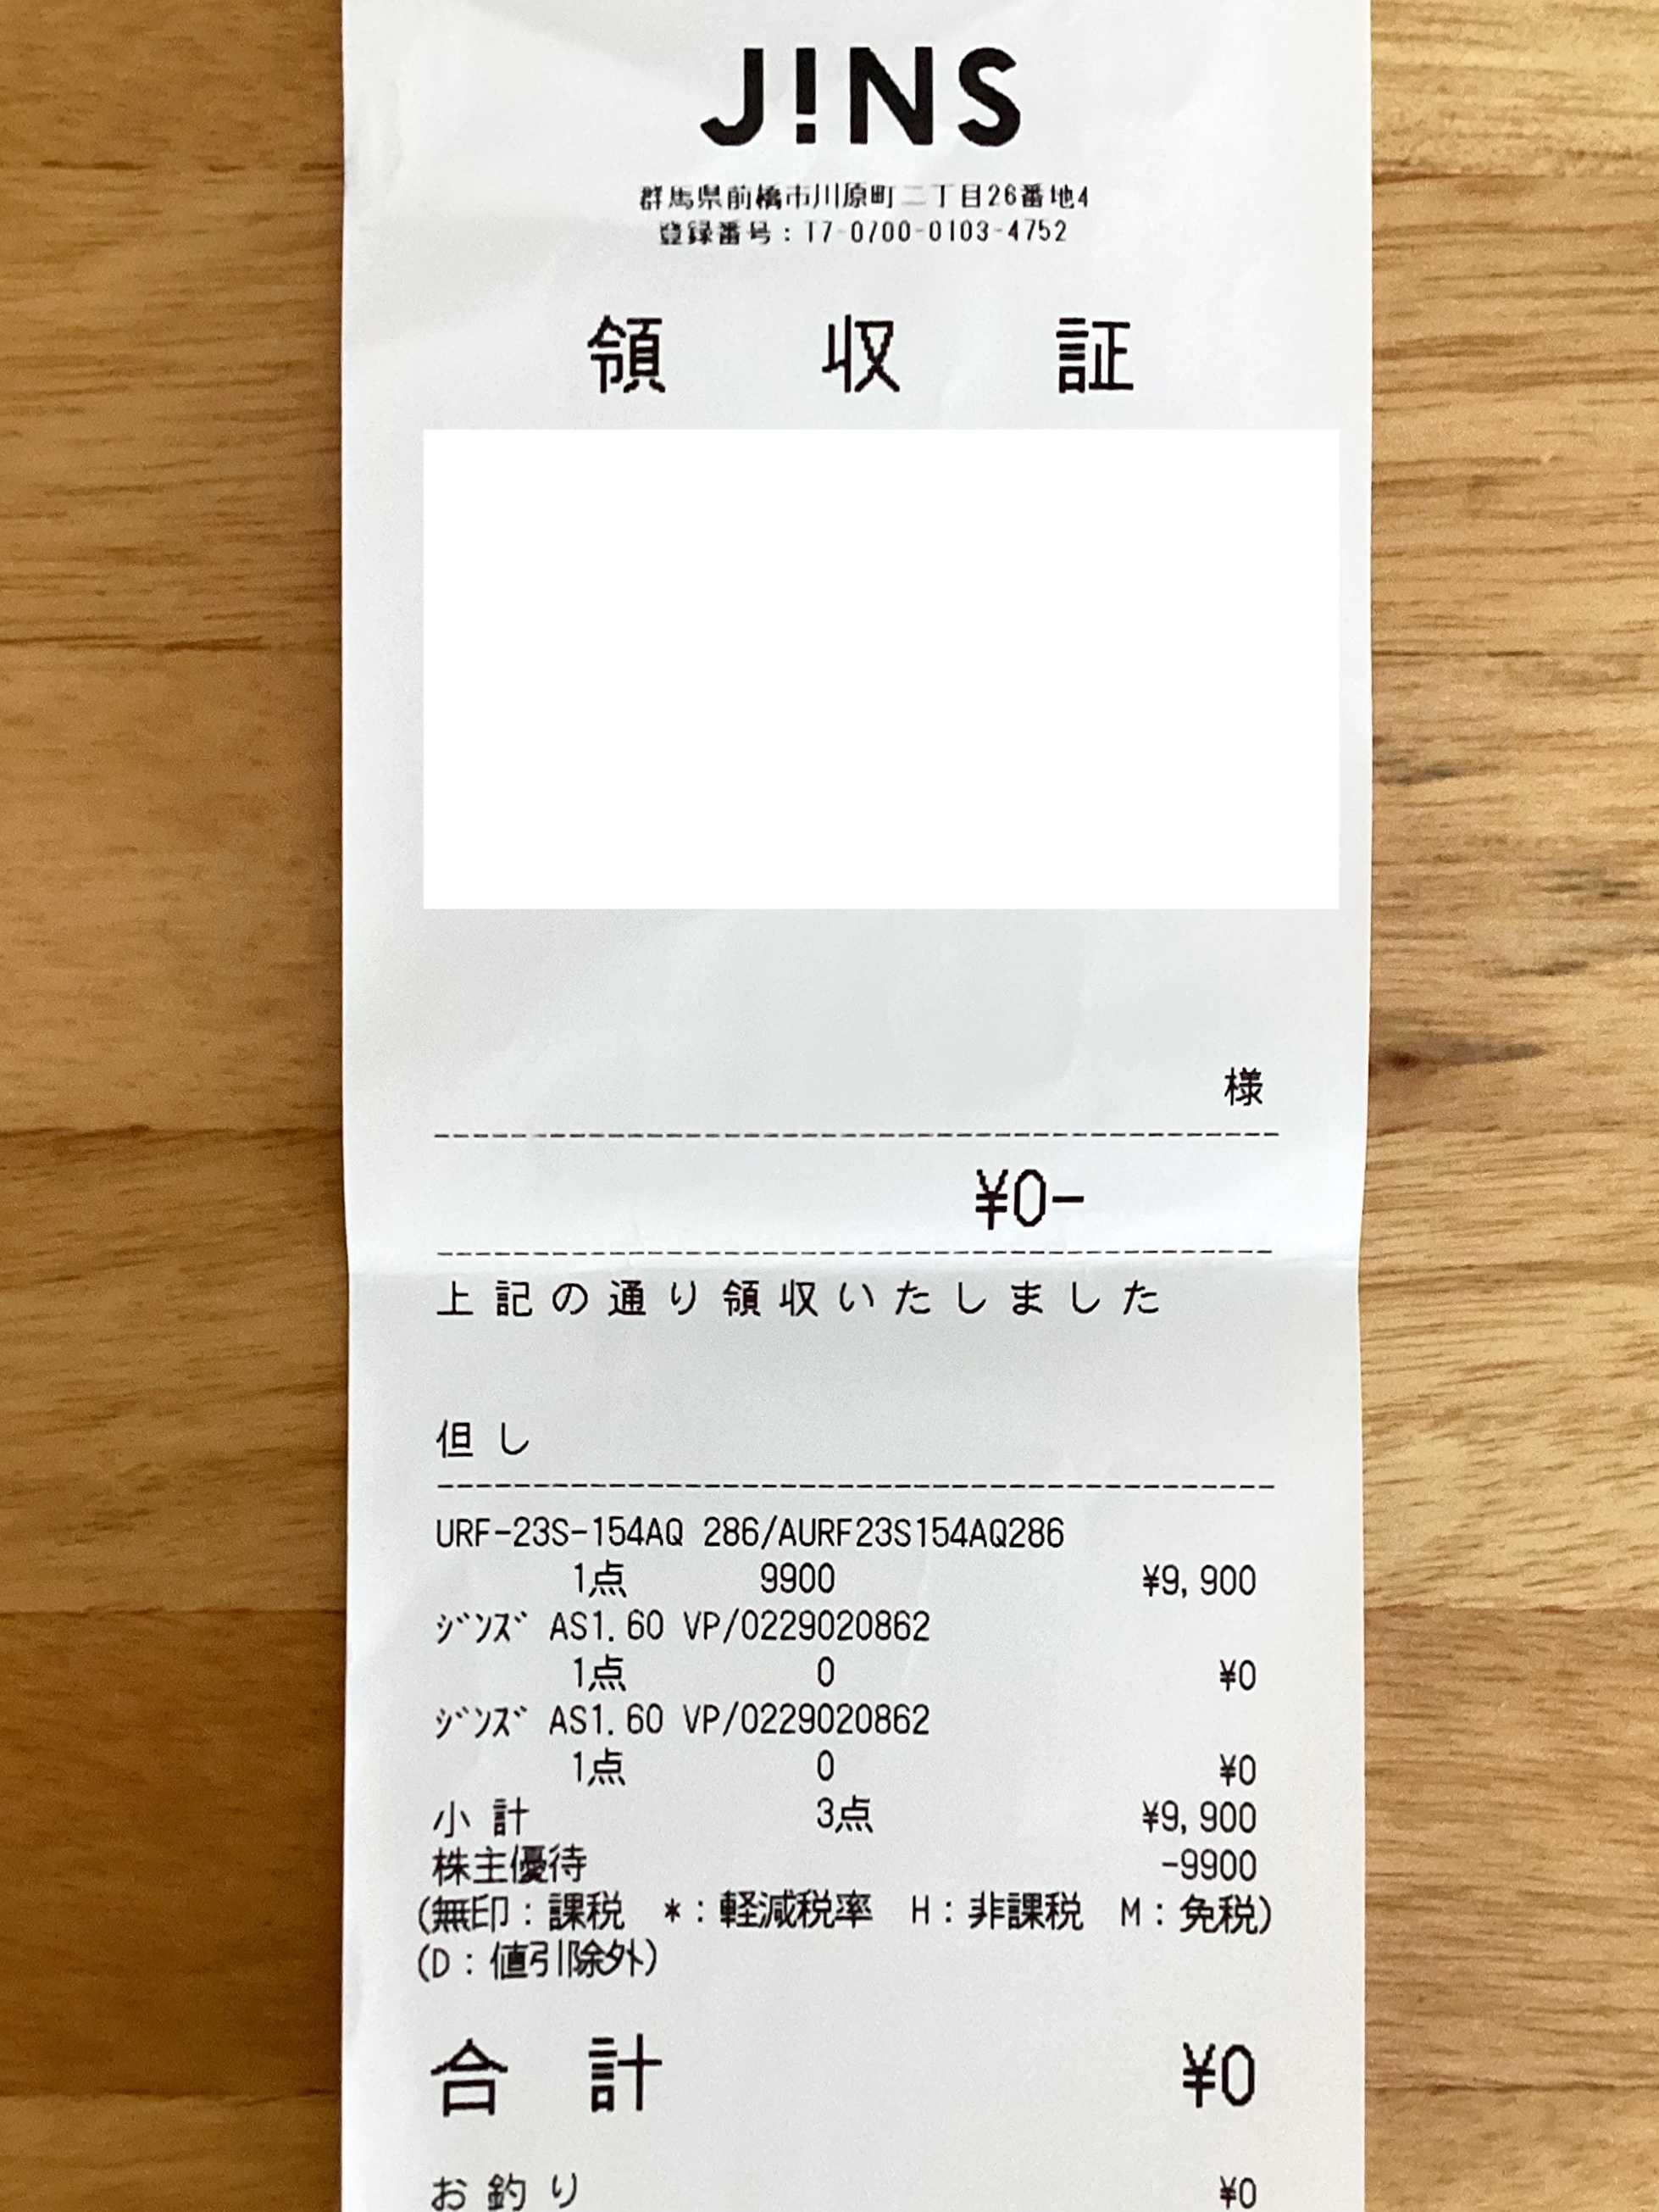 J!NS
群馬県前橋市川原町二丁目26番地4
登録番号：T7-0700-0103-4752
領収証
様
¥0-
上記の通り領収いたしました
但し
URF-23S-154AQ 286/AURF23S154AQ286
1点 9900 ¥9,900
ｼﾞﾝｽﾞ AS1.60 VP/0229020862
1点 0 ¥0
ｼﾞﾝｽﾞ AS1.60 VP/0229020862
1点 0 ¥0
小計 3点 ¥9,900
株主優待 -9900
(無印：課税 *：軽減税率 H：非課税 M：免税)
(D：値引除外)
合計 ¥0
お釣り ¥0